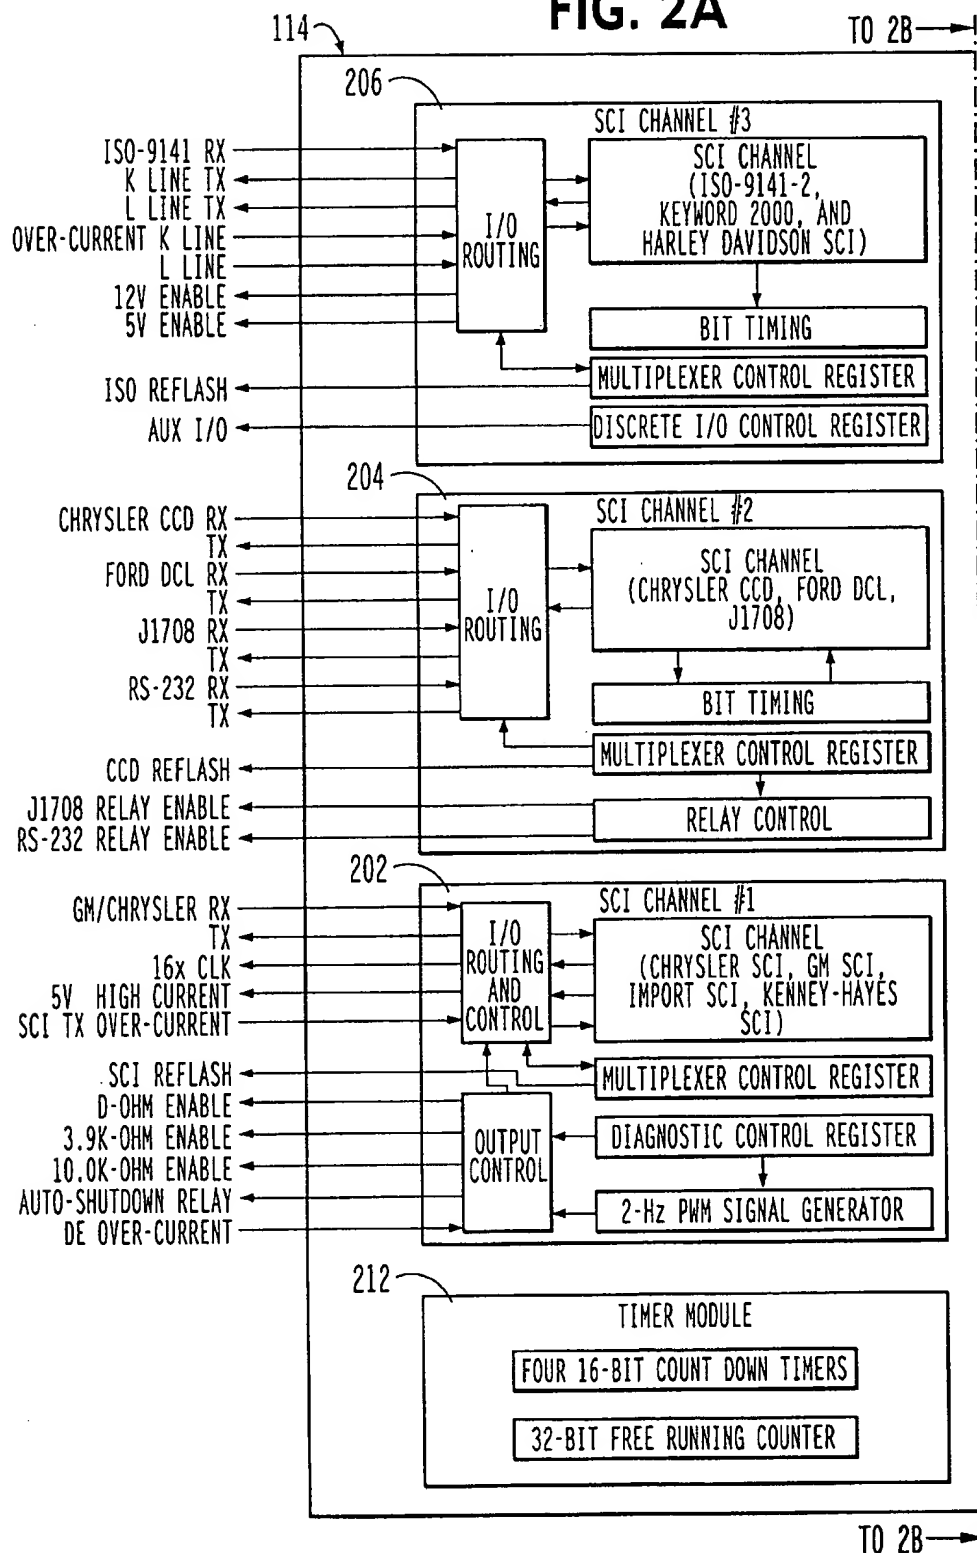 FIG. 2A
TO 2B
114
206
SCI CHANNEL #3
ISO-9141 RX
K LINE TX
L LINE TX
OVER-CURRENT K LINE
L LINE
12V ENABLE
5V ENABLE
ISO REFLASH
AUX I/O
I/O
ROUTING
SCI CHANNEL
(ISO-9141-2,
KEYWORD 2000, AND
HARLEY DAVIDSON SCI)
BIT TIMING
MULTIPLEXER CONTROL REGISTER
DISCRETE I/O CONTROL REGISTER
204
SCI CHANNEL #2
CHRYSLER CCD RX
TX
FORD DCL RX
TX
J1708 RX
TX
RS-232 RX
TX
CCD REFLASH
J1708 RELAY ENABLE
RS-232 RELAY ENABLE
I/O
ROUTING
SCI CHANNEL
(CHRYSLER CCD, FORD DCL,
J1708)
BIT TIMING
MULTIPLEXER CONTROL REGISTER
RELAY CONTROL
202
SCI CHANNEL #1
GM/CHRYSLER RX
TX
16x CLK
5V HIGH CURRENT
SCI TX OVER-CURRENT
SCI REFLASH
D-OHM ENABLE
3.9K-OHM ENABLE
10.0K-OHM ENABLE
AUTO-SHUTDOWN RELAY
DE OVER-CURRENT
I/O
ROUTING
AND
CONTROL
SCI CHANNEL
(CHRYSLER SCI, GM SCI,
IMPORT SCI, KENNEY-HAYES
SCI)
MULTIPLEXER CONTROL REGISTER
OUTPUT
CONTROL
DIAGNOSTIC CONTROL REGISTER
2-Hz PWM SIGNAL GENERATOR
212
TIMER MODULE
FOUR 16-BIT COUNT DOWN TIMERS
32-BIT FREE RUNNING COUNTER
TO 2B